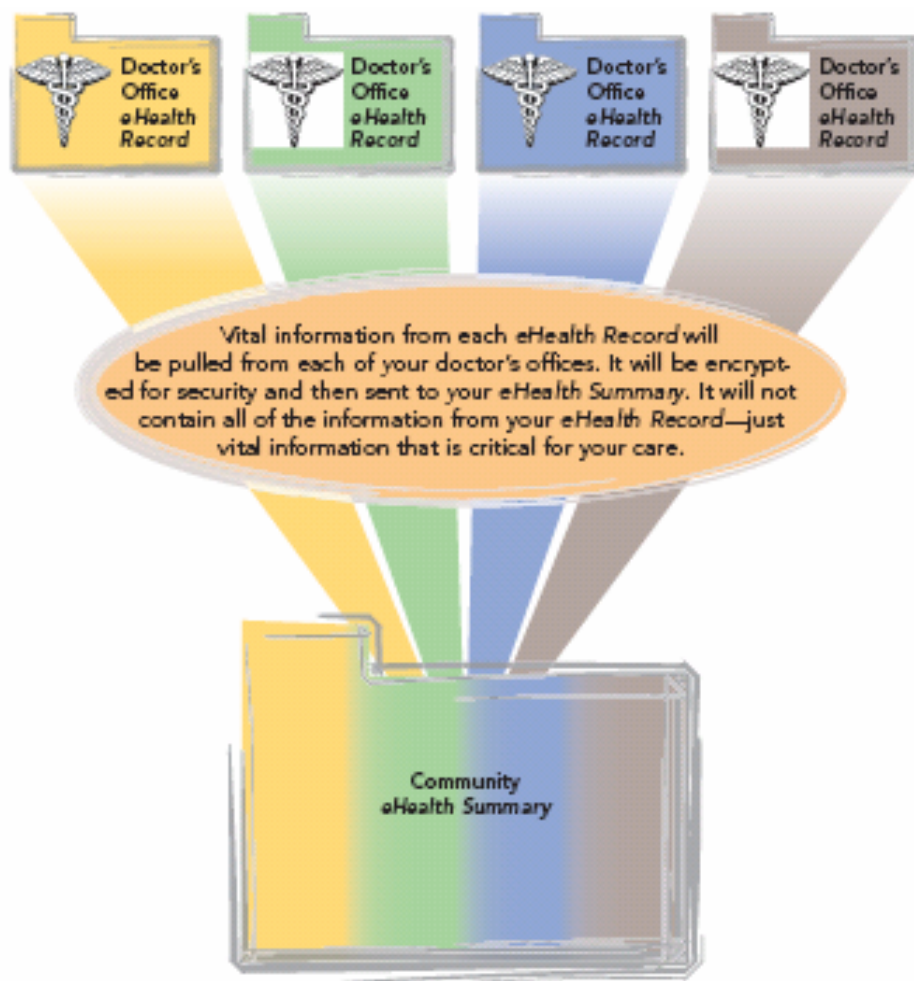 Doctor's
Office
eHealth
Record
Doctor's
Office
eHealth
Record
Doctor's
Office
eHealth
Record
Doctor's
Office
eHealth
Record
Vital information from each eHealth Record will
be pulled from each of your doctor's offices. It will be encrypt-
ed for security and then sent to your eHealth Summary. It will not
contain all of the information from your eHealth Record—just
vital information that is critical for your care.
Community
eHealth Summary